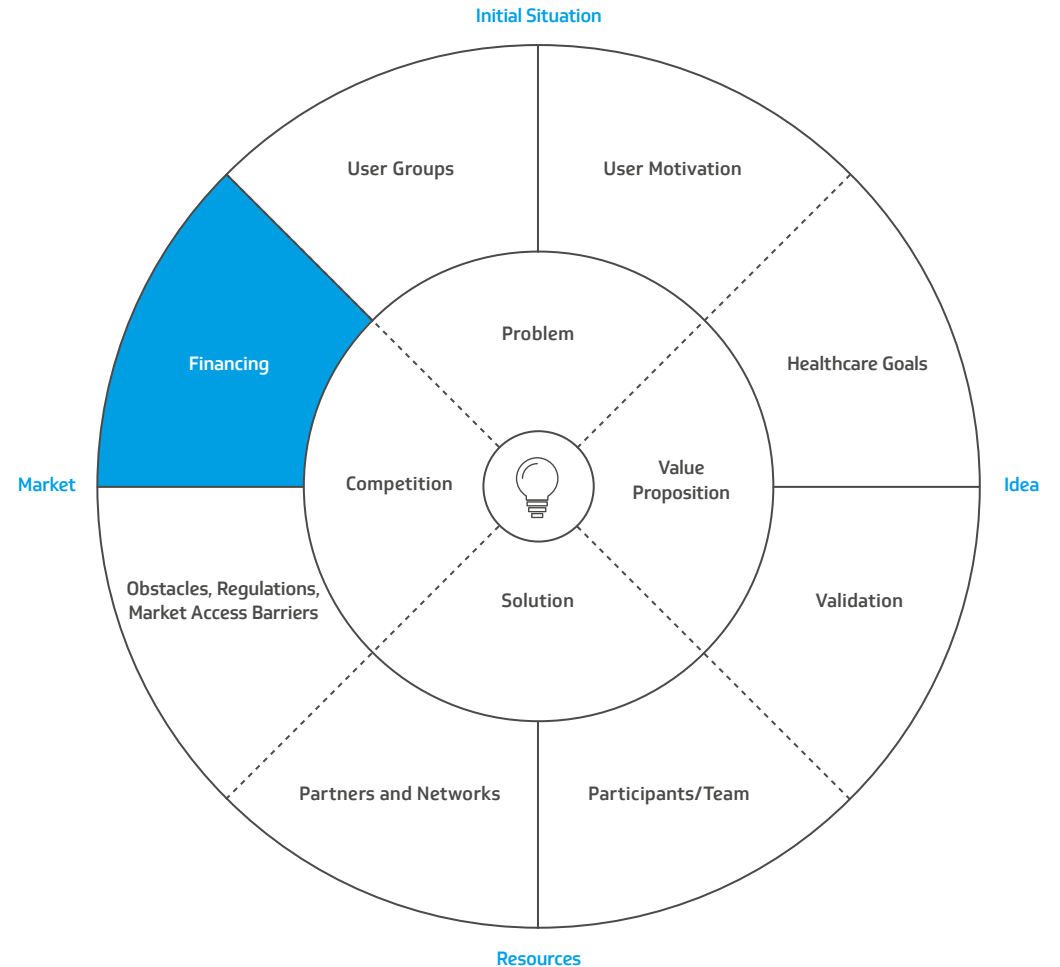 Initial Situation
User Groups
User Motivation
Problem
Financing
Healthcare Goals
Market
Competition
Value
Proposition
Idea
Obstacles, Regulations,
Market Access Barriers
Solution
Validation
Partners and Networks
Participants/Team
Resources